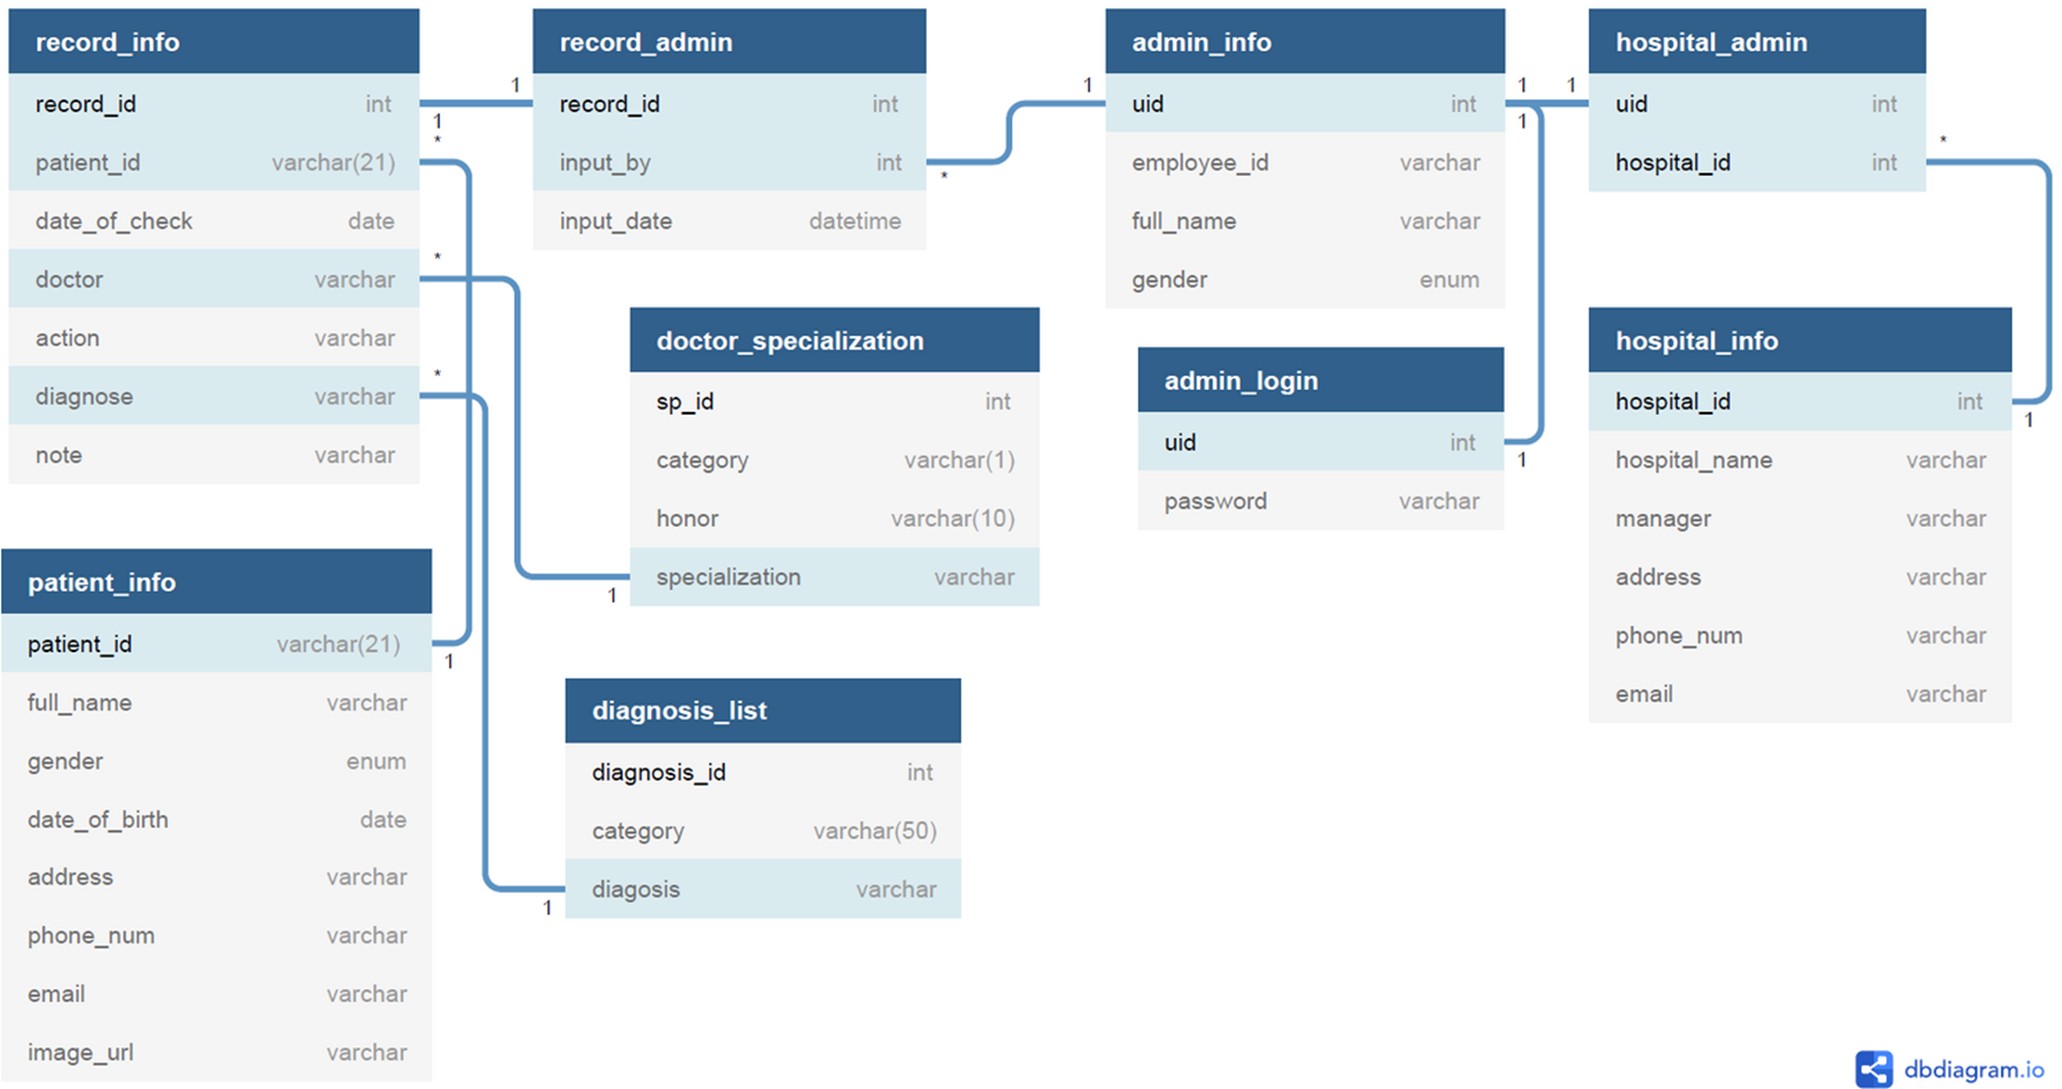 record_info
record_id int
patient_id varchar(21)
date_of_check date
doctor varchar
action varchar
diagnose varchar
note varchar
1
1
*
*
*
record_admin
record_id int
input_by int
input_date datetime
*
1
admin_info
uid int
employee_id varchar
full_name varchar
gender enum
1
1
1
hospital_admin
uid int
hospital_id int
*
doctor_specialization
sp_id int
category varchar(1)
honor varchar(10)
specialization varchar
1
admin_login
uid int
password varchar
1
hospital_info
hospital_id int
hospital_name varchar
manager varchar
address varchar
phone_num varchar
email varchar
1
patient_info
patient_id varchar(21)
full_name varchar
gender enum
date_of_birth date
address varchar
phone_num varchar
email varchar
image_url varchar
1
diagnosis_list
diagnosis_id int
category varchar(50)
diagosis varchar
1
dbdiagram.io